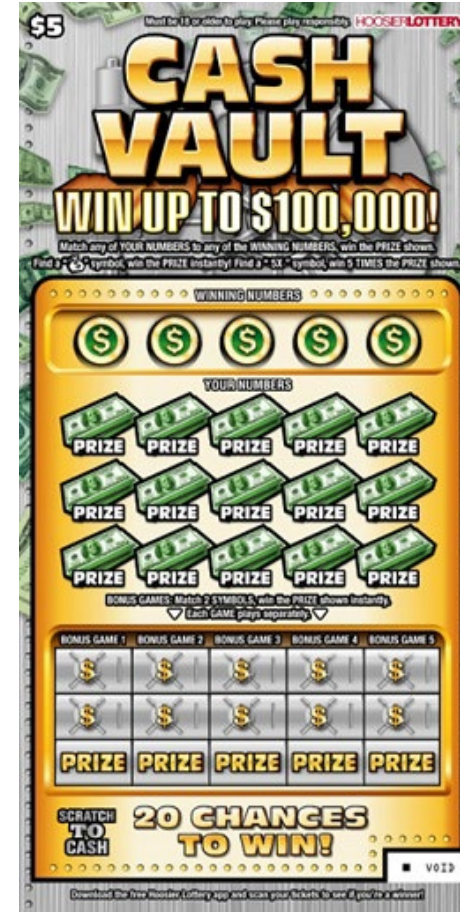 $5
Must be 18 or older to play. Please play responsibly. HOOSIERLOTTERY
CASH
VAULT
WIN UP TO $100,000!
Match any of YOUR NUMBERS to any of the WINNING NUMBERS, win the PRIZE shown.
Find a " " symbol, win the PRIZE instantly! Find a "5X" symbol, win 5 TIMES the PRIZE shown.
WINNING NUMBERS
$ $ $ $ $
YOUR NUMBERS
PRIZE PRIZE PRIZE PRIZE PRIZE
PRIZE PRIZE PRIZE PRIZE PRIZE
PRIZE PRIZE PRIZE PRIZE PRIZE
BONUS GAMES: Match 2 SYMBOLS, win the PRIZE shown instantly.
Each GAME plays separately.
BONUS GAME 1 BONUS GAME 2 BONUS GAME 3 BONUS GAME 4 BONUS GAME 5
$ $ $ $ $
$ $ $ $ $
PRIZE PRIZE PRIZE PRIZE PRIZE
SCRATCH
TO
CASH
20 CHANCES
TO WIN!
VOID
Download the free Hoosier Lottery app and scan your tickets to see if you're a winner!